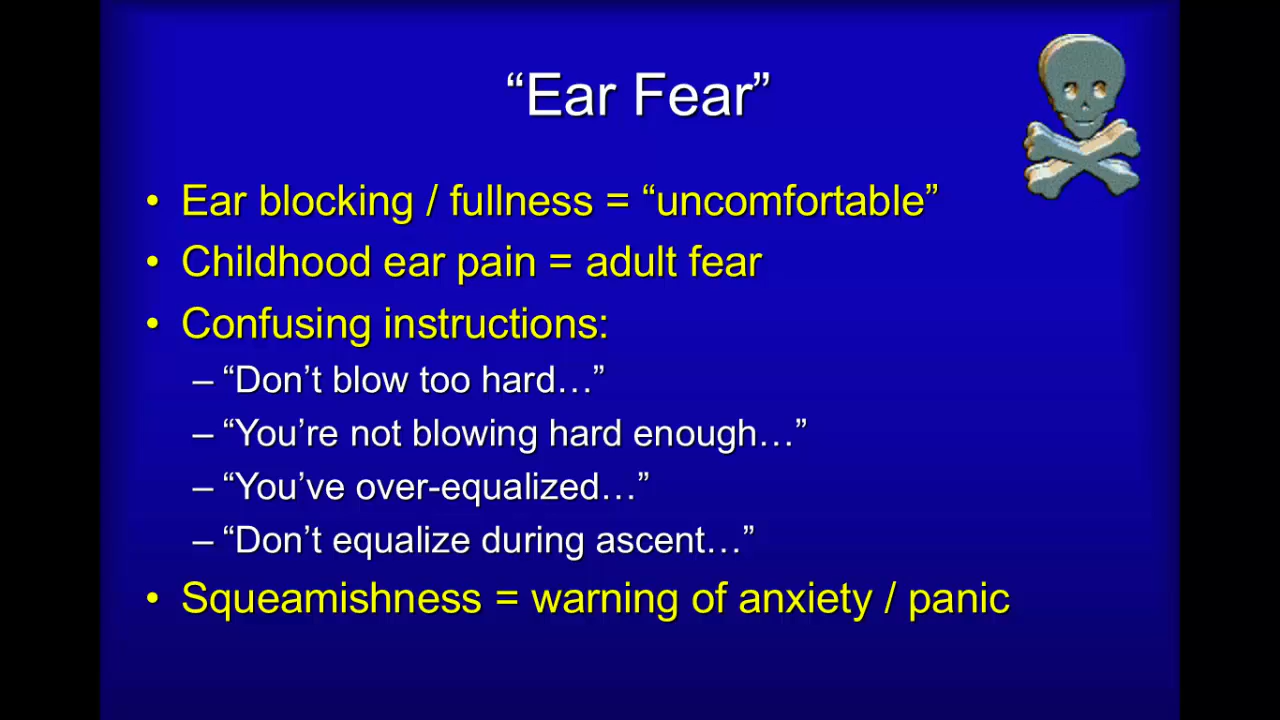 “Ear Fear”
• Ear blocking / fullness = “uncomfortable”
• Childhood ear pain = adult fear
• Confusing instructions:
– “Don’t blow too hard…”
– “You’re not blowing hard enough…”
– “You’ve over-equalized…”
– “Don’t equalize during ascent…”
• Squeamishness = warning of anxiety / panic